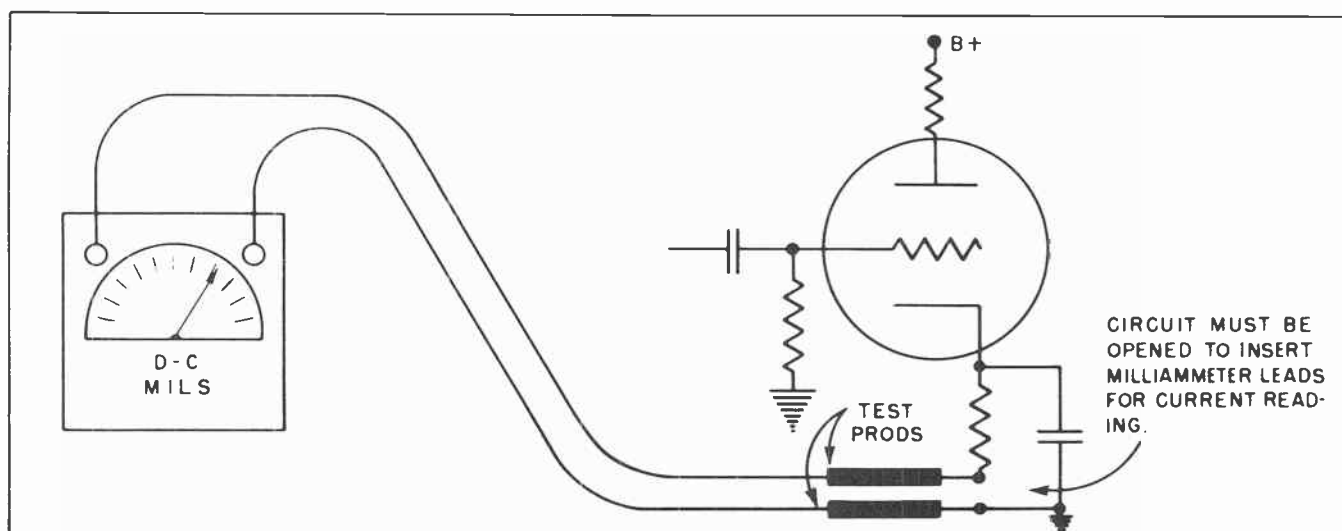 B+
D-C
MILS
TEST
PRODS
CIRCUIT MUST BE
OPENED TO INSERT
MILLIAMMETER LEADS
FOR CURRENT READ-
ING.